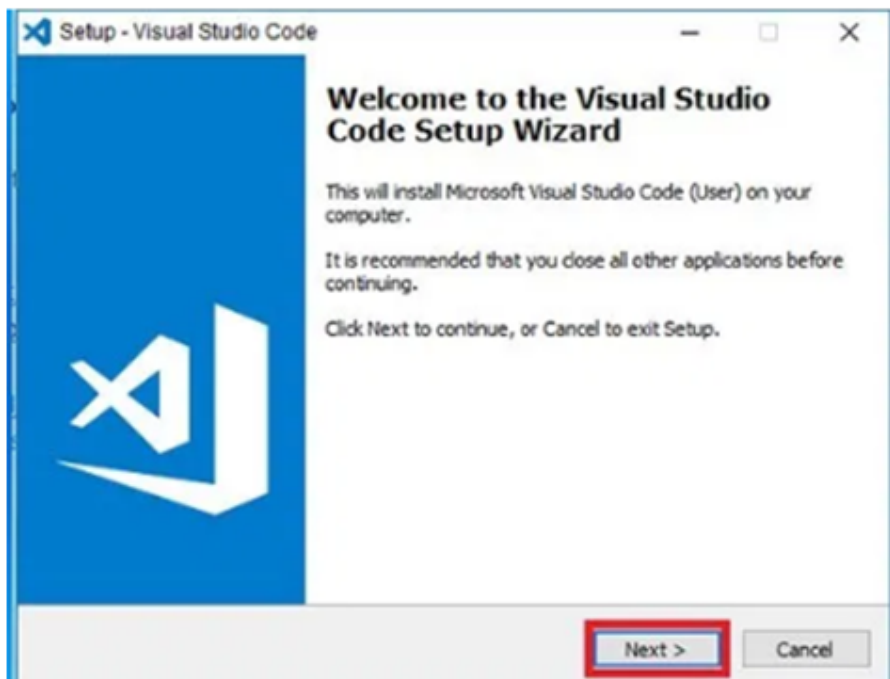 Setup - Visual Studio Code
Welcome to the Visual Studio
Code Setup Wizard
This will install Microsoft Visual Studio Code (User) on your
computer.
It is recommended that you close all other applications before
continuing.
Click Next to continue, or Cancel to exit Setup.
Next > Cancel